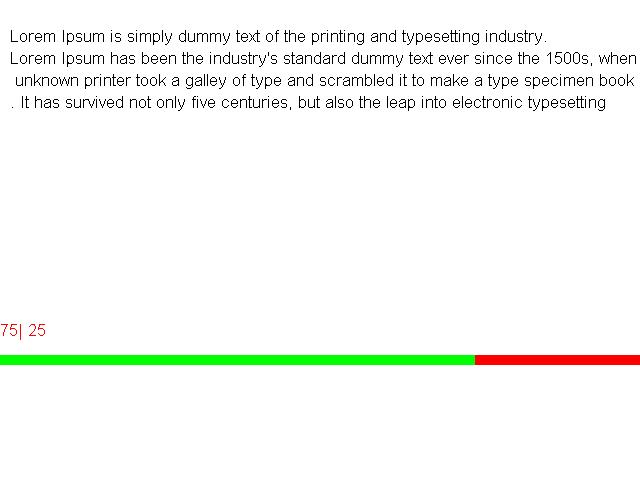 Lorem Ipsum is simply dummy text of the printing and typesetting industry.
Lorem Ipsum has been the industry's standard dummy text ever since the 1500s, when
unknown printer took a galley of type and scrambled it to make a type specimen book
. It has survived not only five centuries, but also the leap into electronic typesetting
75| 25